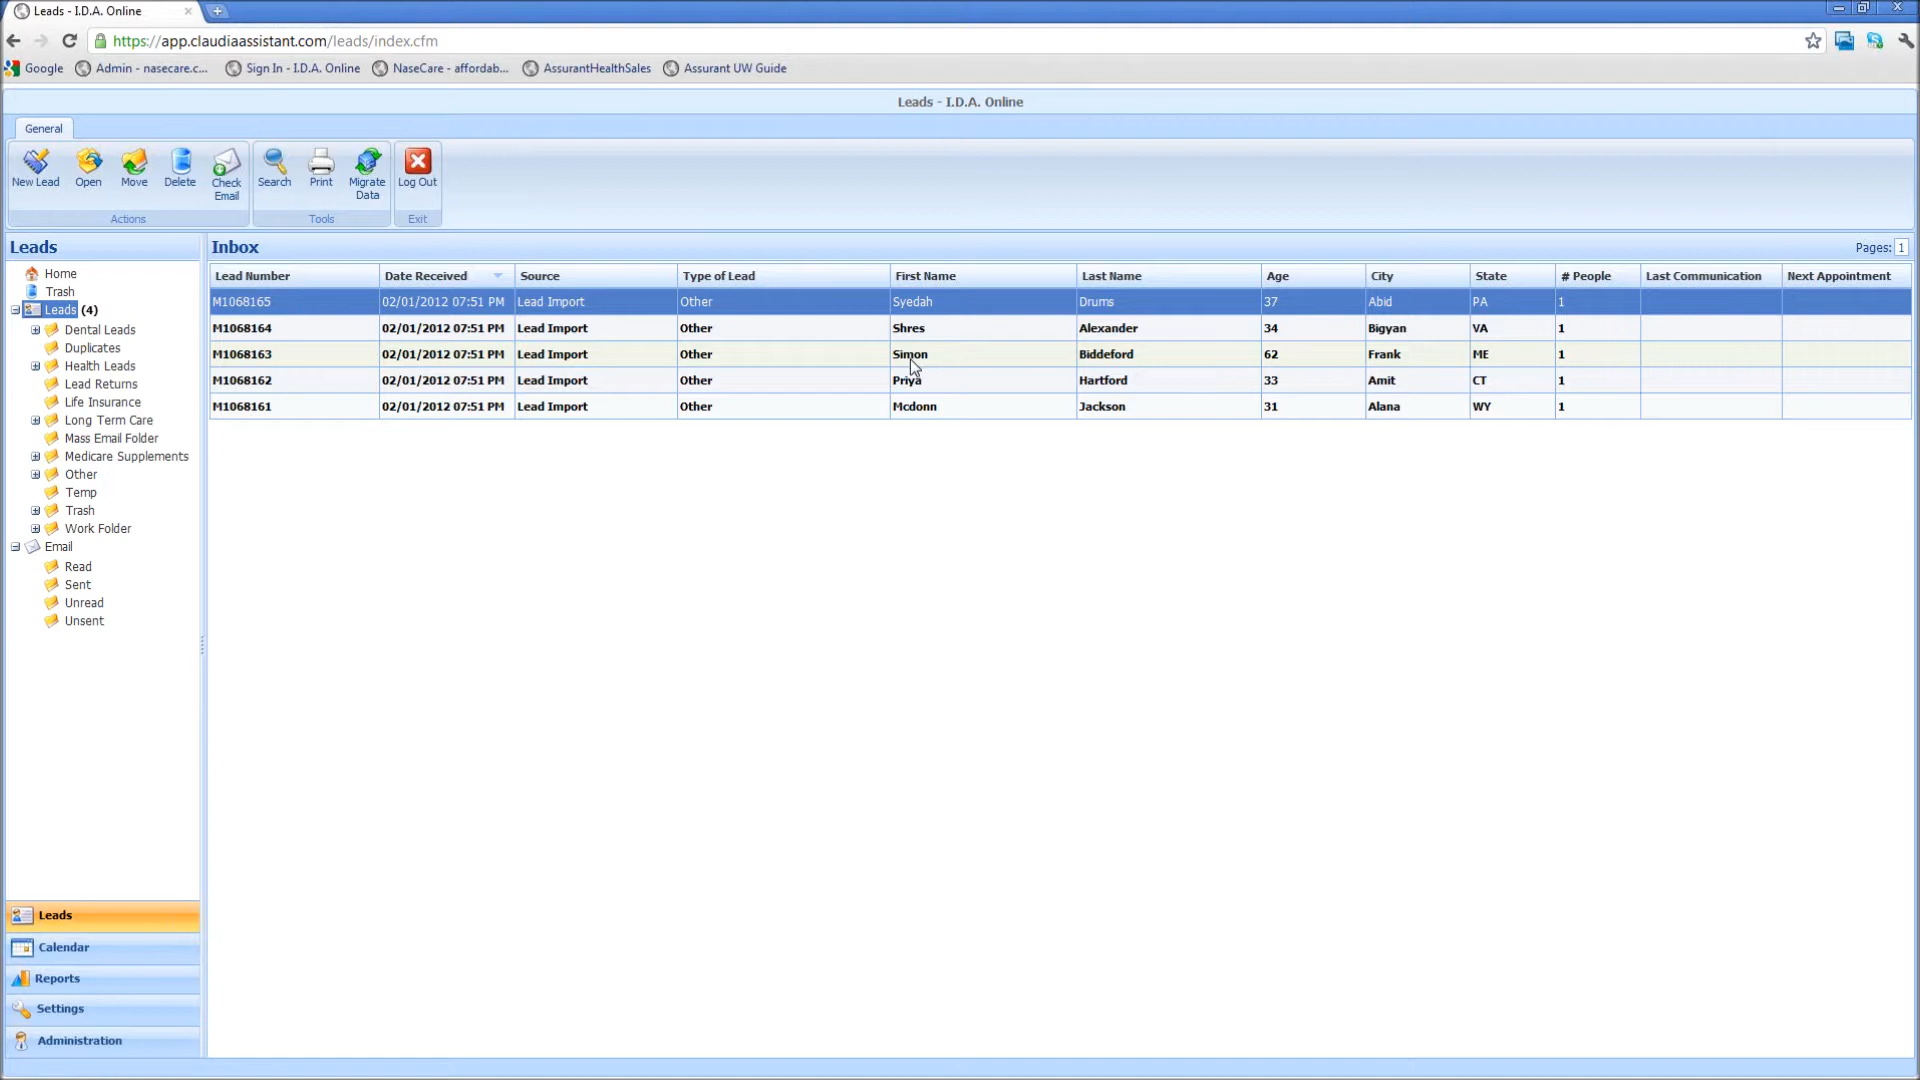 Leads - I.D.A. Online
https://app.claudiaassistant.com/leads/index.cfm
Google Admin - nasecare.c... Sign In - I.D.A. Online NaseCare - affordab... AssurantHealthSales Assurant UW Guide
Leads - I.D.A. Online
General
New Lead Open Move Delete Check Email Search Print Migrate Data Log Out
Actions Tools Exit
Leads
Home
Trash
Leads (4)
Dental Leads
Duplicates
Health Leads
Lead Returns
Life Insurance
Long Term Care
Mass Email Folder
Medicare Supplements
Other
Temp
Trash
Work Folder
Email
Read
Sent
Unread
Unsent
Leads
Calendar
Reports
Settings
Administration
Inbox Pages: 1
Lead Number Date Received Source Type of Lead First Name Last Name Age City State # People Last Communication Next Appointment
M1068165 02/01/2012 07:51 PM Lead Import Other Syedah Drums 37 Abid PA 1
M1068164 02/01/2012 07:51 PM Lead Import Other Shres Alexander 34 Bigyan VA 1
M1068163 02/01/2012 07:51 PM Lead Import Other Simon Biddeford 62 Frank ME 1
M1068162 02/01/2012 07:51 PM Lead Import Other Priya Hartford 33 Amit CT 1
M1068161 02/01/2012 07:51 PM Lead Import Other Mcdonn Jackson 31 Alana WY 1